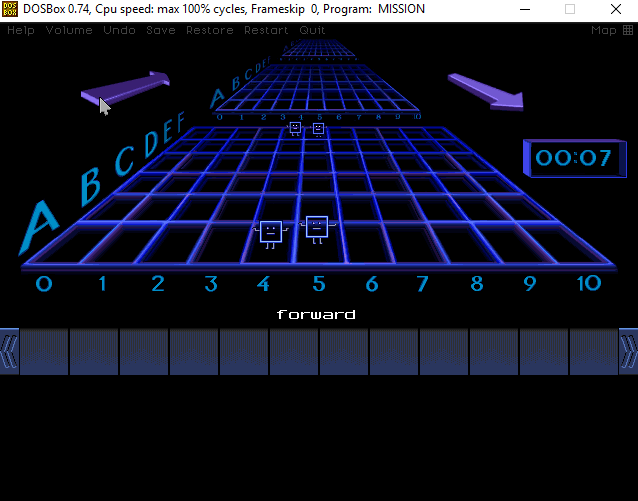 DOS BOX DOSBox 0.74, Cpu speed: max 100% cycles, Frameskip 0, Program: MISSION
Help Volume Undo Save Restore Restart Quit Map
A B C D E F
0 1 2 3 4 5 6 7 8 9 10
A B C D E F
00:07
0 1 2 3 4 5 6 7 8 9 10
forward